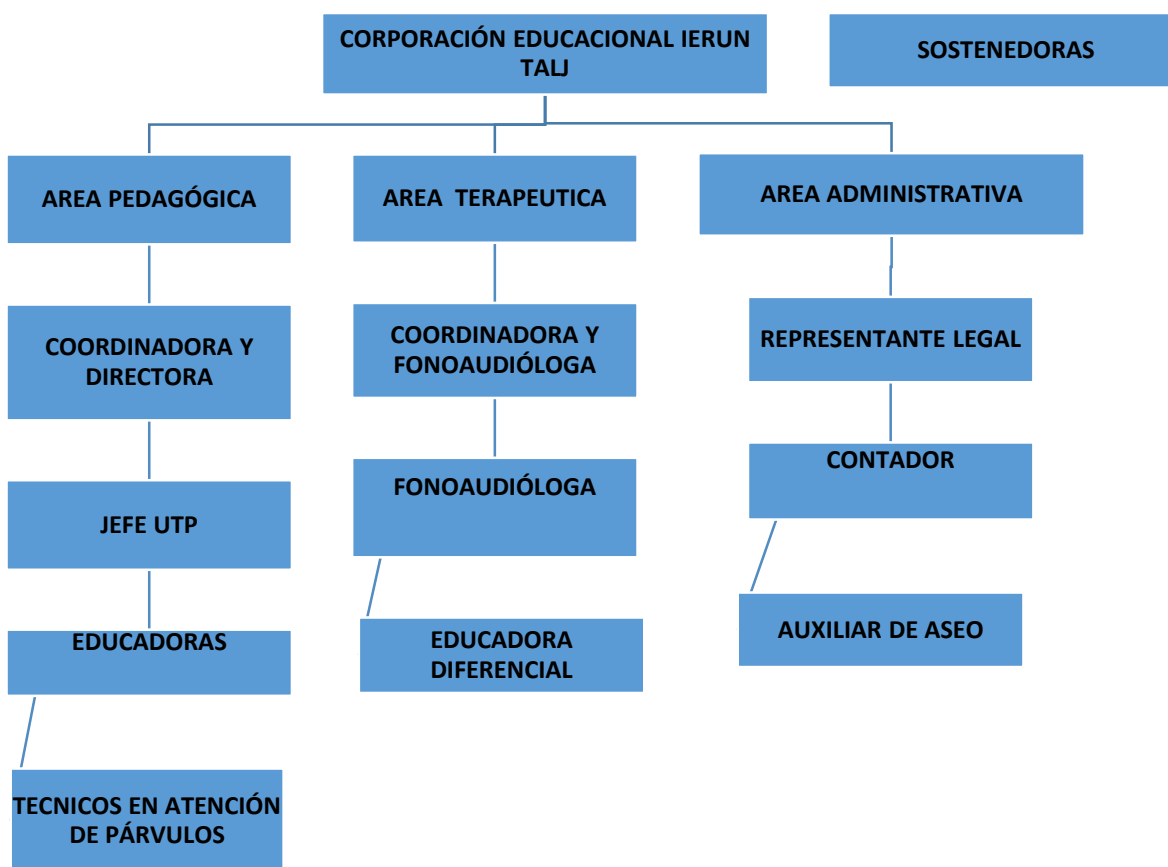 CORPORACIÓN EDUCACIONAL IERUN
TALJ
SOSTENEDORAS
AREA PEDAGÓGICA
AREA TERAPEUTICA
AREA ADMINISTRATIVA
COORDINADORA Y
DIRECTORA
COORDINADORA Y
FONOAUDIÓLOGA
REPRESENTANTE LEGAL
JEFE UTP
FONOAUDIÓLOGA
CONTADOR
EDUCADORAS
EDUCADORA
DIFERENCIAL
AUXILIAR DE ASEO
TECNICOS EN ATENCIÓN
DE PÁRVULOS